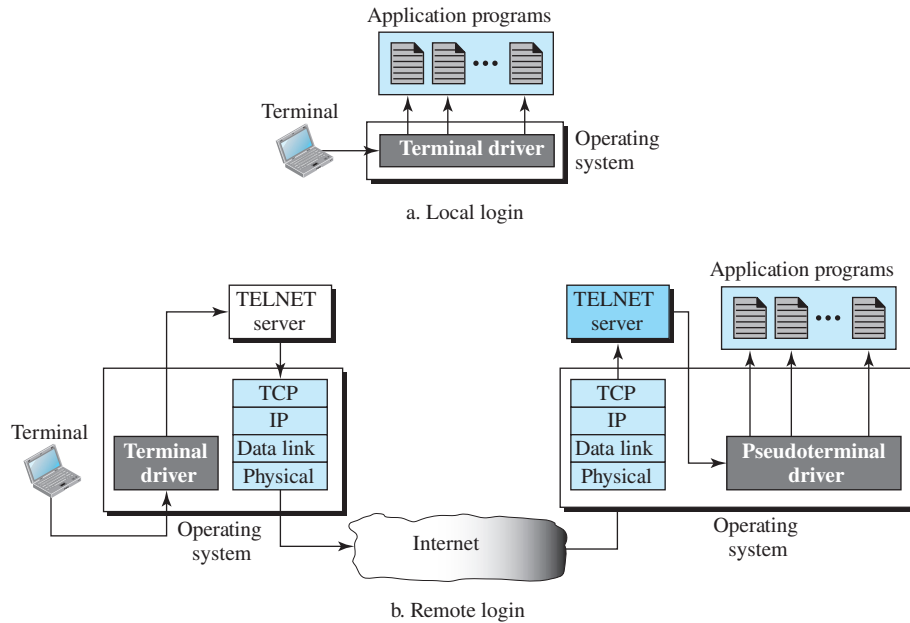 Application programs
Terminal
Terminal driver
Operating
system
a. Local login
Application programs
TELNET
server
TELNET
server
TCP
IP
Data link
Physical
TCP
IP
Data link
Physical
Terminal
Terminal
driver
Pseudoterminal
driver
Operating
system
Internet
Operating
system
b. Remote login